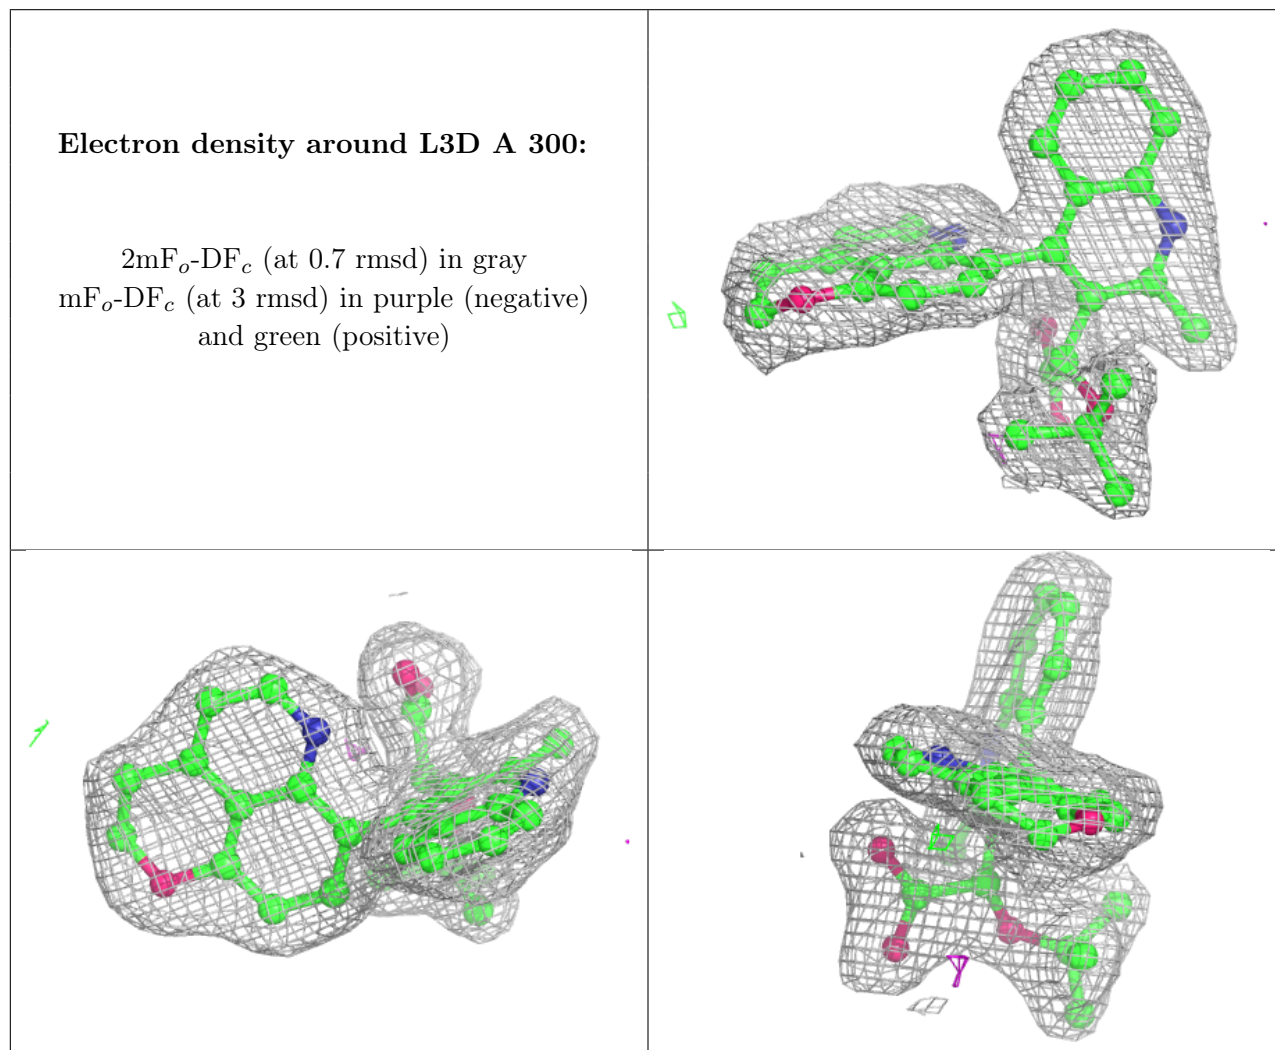 Electron density around L3D A 300:
2mFo-DFc (at 0.7 rmsd) in gray
mFo-DFc (at 3 rmsd) in purple (negative)
and green (positive)